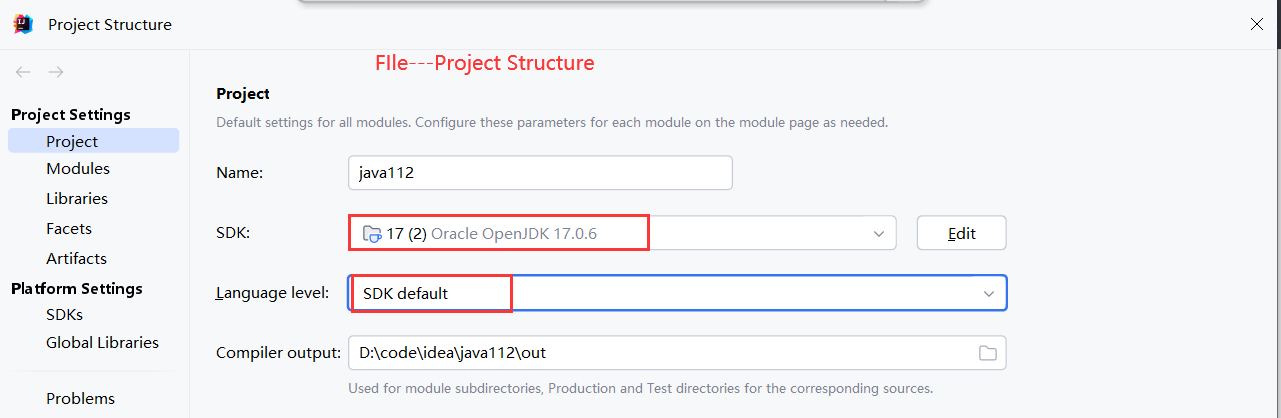 Project Structure
FIle---Project Structure
Project Settings
Project
Modules
Libraries
Facets
Artifacts
Platform Settings
SDKs
Global Libraries
Problems
Project
Default settings for all modules. Configure these parameters for each module on the module page as needed.
Name: java112
SDK: 17 (2) Oracle OpenJDK 17.0.6 Edit
Language level: SDK default
Compiler output: D:\code\idea\java112\out
Used for module subdirectories, Production and Test directories for the corresponding sources.